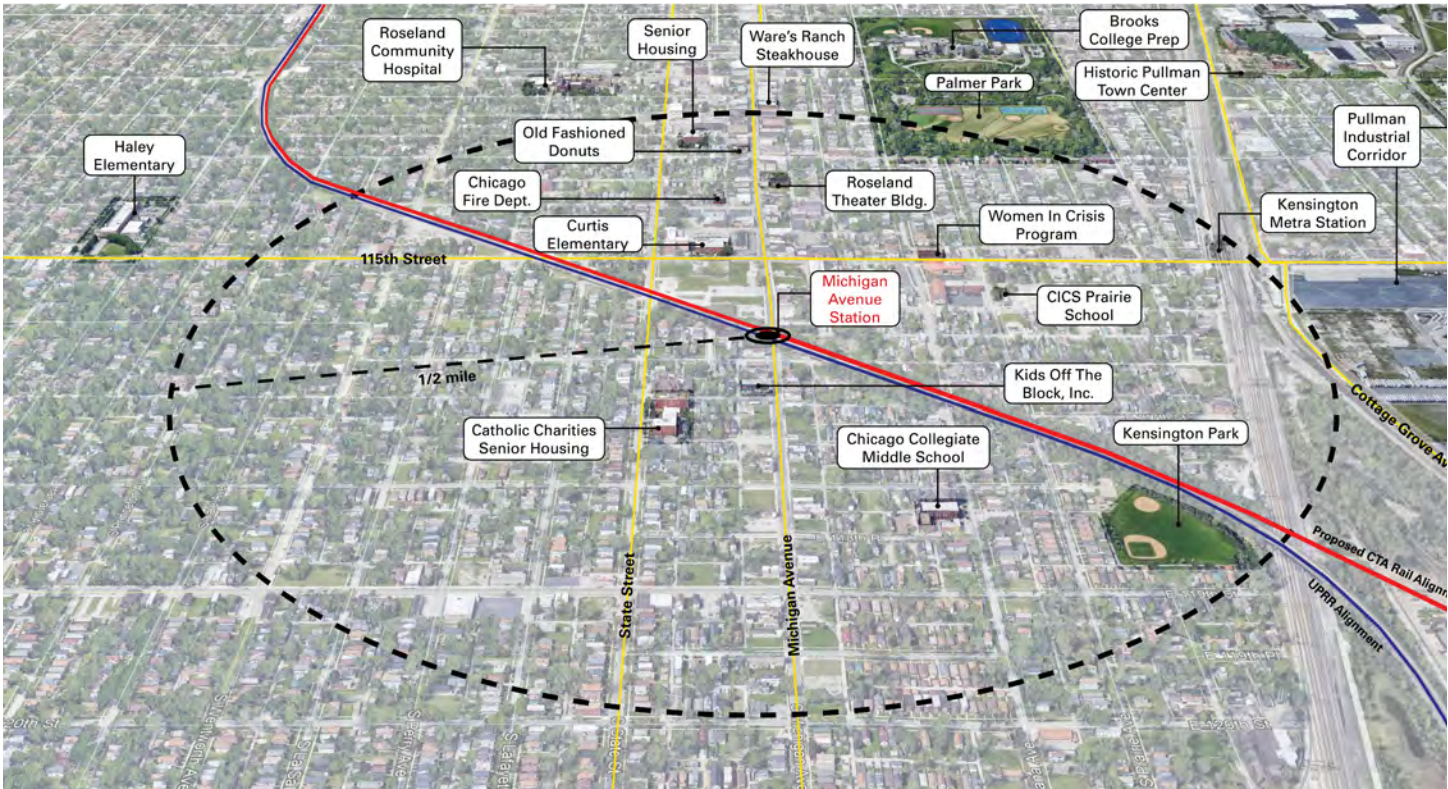 Roseland
Community
Hospital
Senior
Housing
Ware's Ranch
Steakhouse
Brooks
College Prep
Historic Pullman
Town Center
Palmer Park
Pullman
Industrial
Corridor
Haley
Elementary
Old Fashioned
Donuts
Chicago
Fire Dept.
Roseland
Theater Bldg.
Curtis
Elementary
Women In Crisis
Program
Kensington
Metra Station
115th Street
Michigan
Avenue
Station
CICS Prairie
School
1/2 mile
Kids Off The
Block, Inc.
Cottage Grove Av
Catholic Charities
Senior Housing
Chicago Collegiate
Middle School
Kensington Park
State Street
Michigan Avenue
Proposed CTA Rail Alignm
UPRR Alignment
E 120th St
S Perry Ave